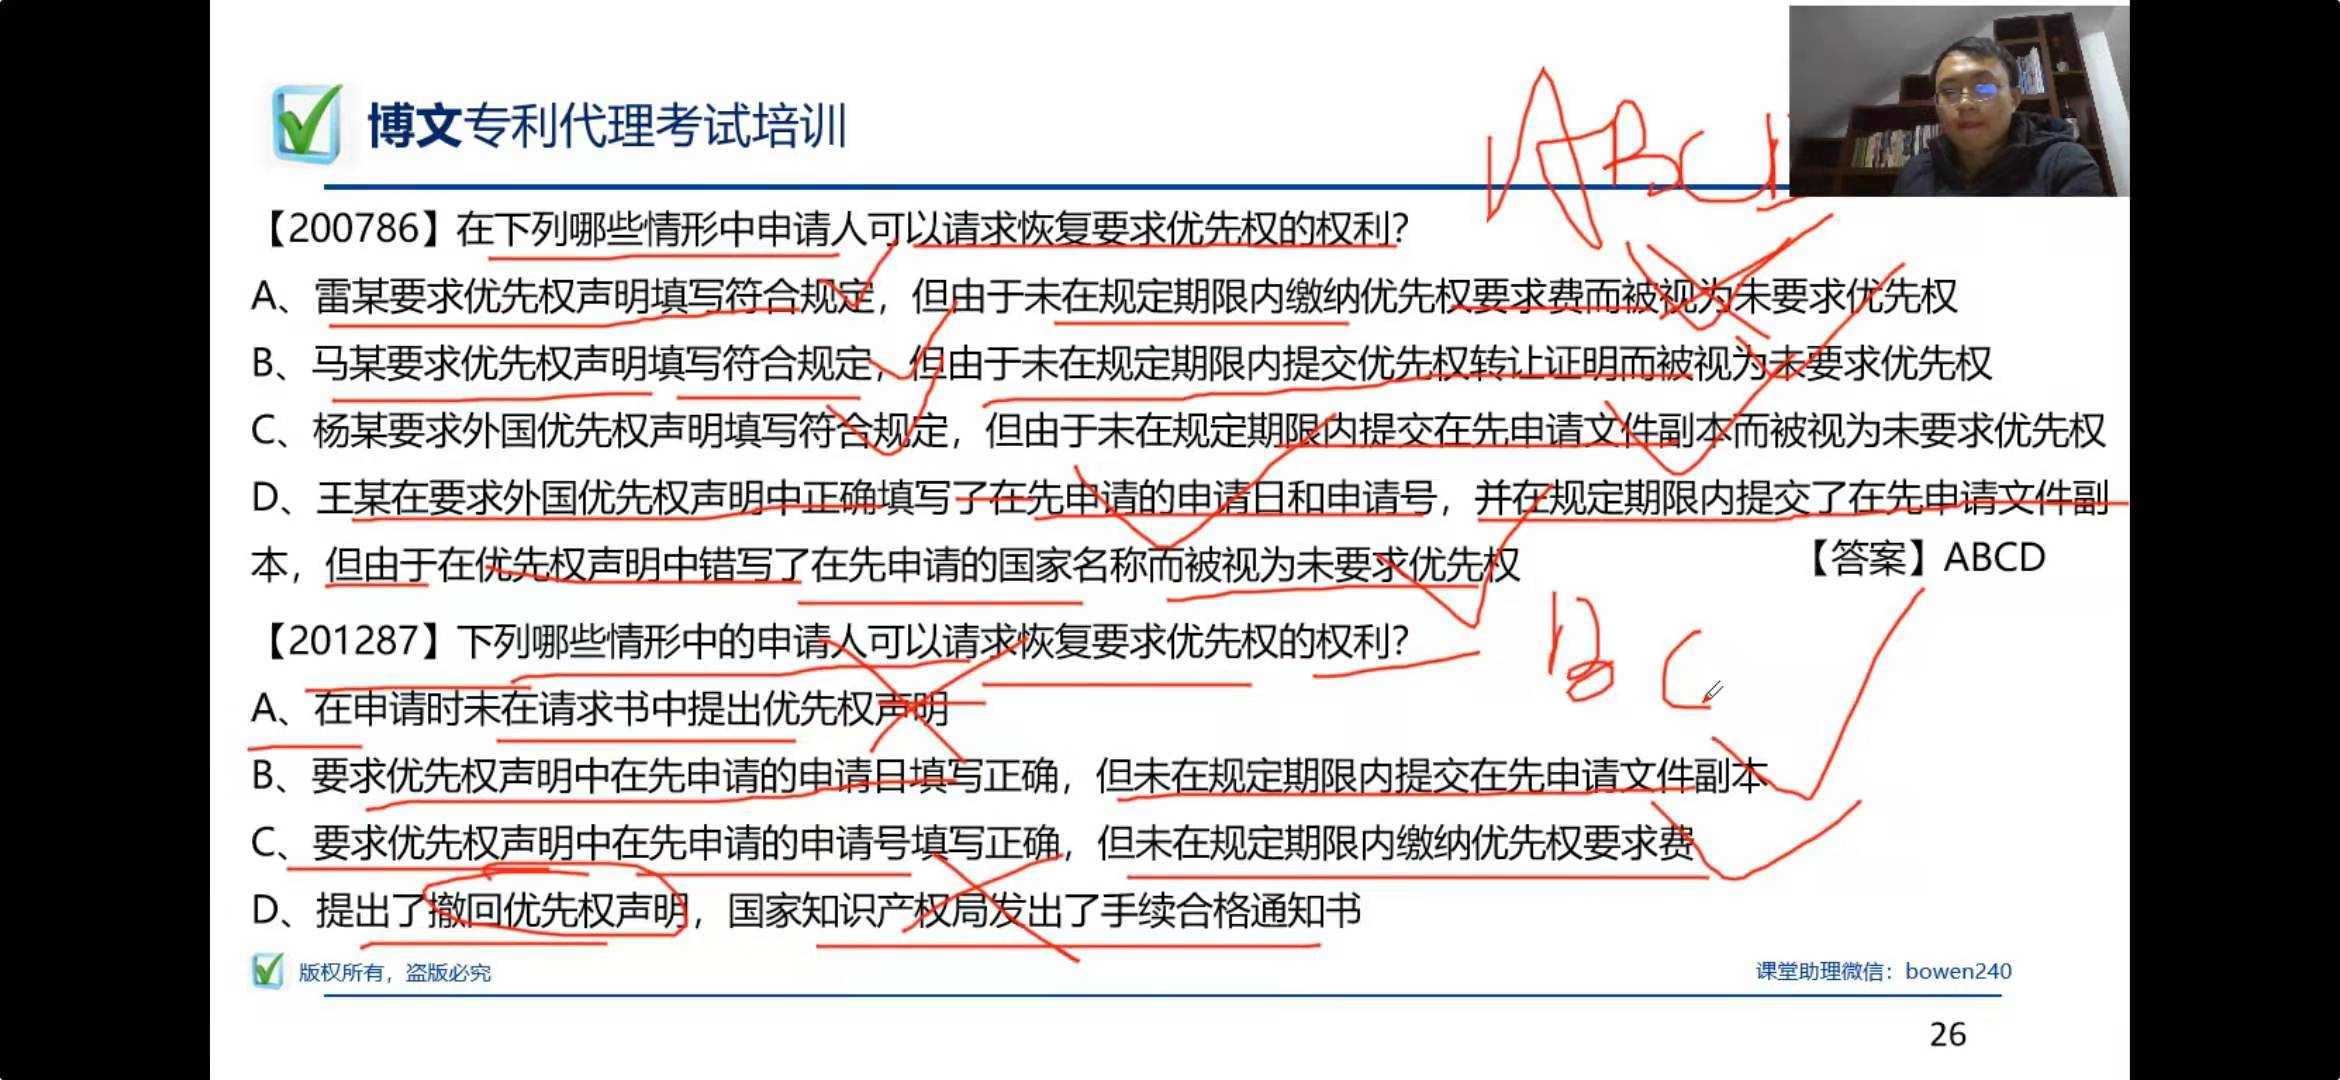 博文专利代理考试培训
ABCD
【200786】在下列哪些情形中申请人可以请求恢复要求优先权的权利？
A、雷某要求优先权声明填写符合规定，但由于未在规定期限内缴纳优先权要求费而被视为未要求优先权
B、马某要求优先权声明填写符合规定，但由于未在规定期限内提交优先权转让证明而被视为未要求优先权
C、杨某要求外国优先权声明填写符合规定，但由于未在规定期限内提交在先申请文件副本而被视为未要求优先权
D、王某在要求外国优先权声明中正确填写了在先申请的申请日和申请号，并在规定期限内提交了在先申请文件副
本，但由于在优先权声明中错写了在先申请的国家名称而被视为未要求优先权
【答案】ABCD
【201287】下列哪些情形中的申请人可以请求恢复要求优先权的权利？
BC
A、在申请时未在请求书中提出优先权声明
B、要求优先权声明中在先申请的申请日填写正确，但未在规定期限内提交在先申请文件副本
C、要求优先权声明中在先申请的申请号填写正确，但未在规定期限内缴纳优先权要求费
D、提出了撤回优先权声明，国家知识产权局发出了手续合格通知书
版权所有，盗版必究
课堂助理微信：bowen240
26